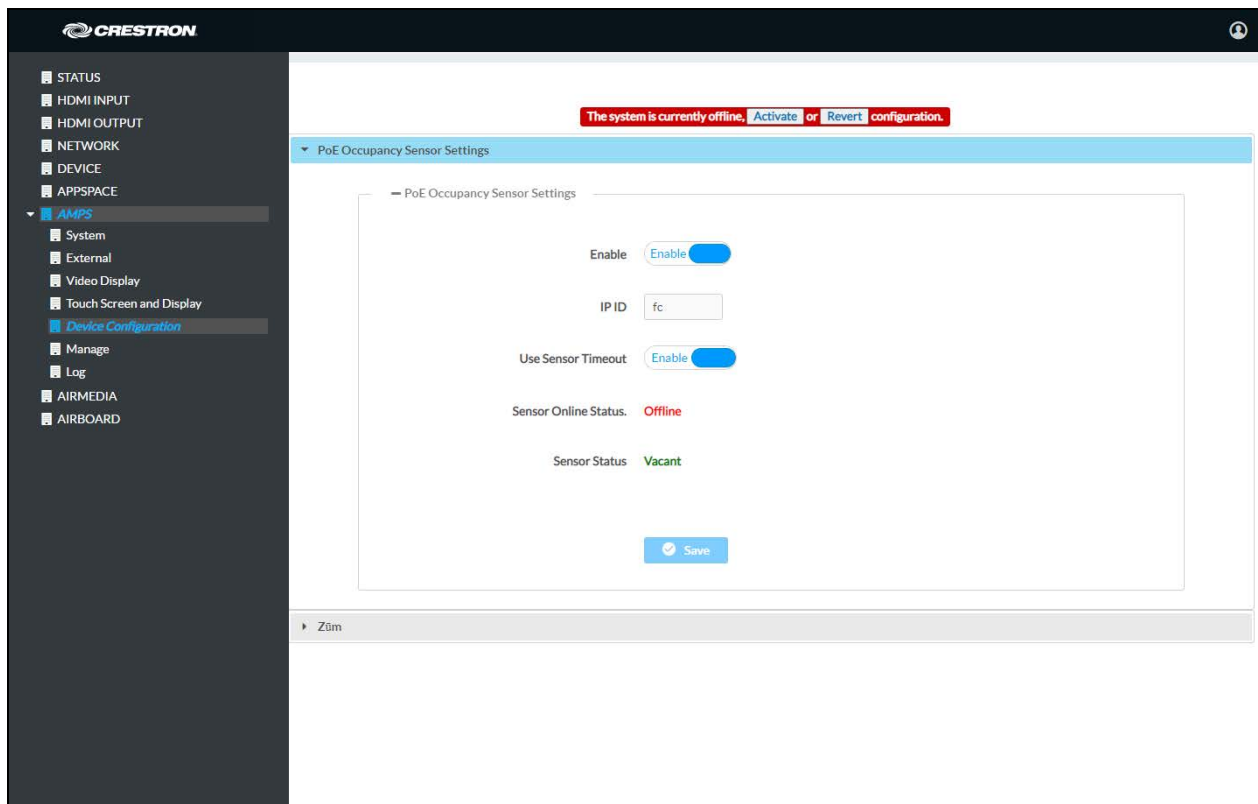 CRESTRON
STATUS
HDMI INPUT
HDMI OUTPUT
NETWORK
DEVICE
APPSPACE
AMPS
System
External
Video Display
Touch Screen and Display
Device Configuration
Manage
Log
AIRMEDIA
AIRBOARD
The system is currently offline, Activate or Revert configuration.
PoE Occupancy Sensor Settings
PoE Occupancy Sensor Settings
Enable Enable
IP ID fc
Use Sensor Timeout Enable
Sensor Online Status. Offline
Sensor Status Vacant
Save
Zūm